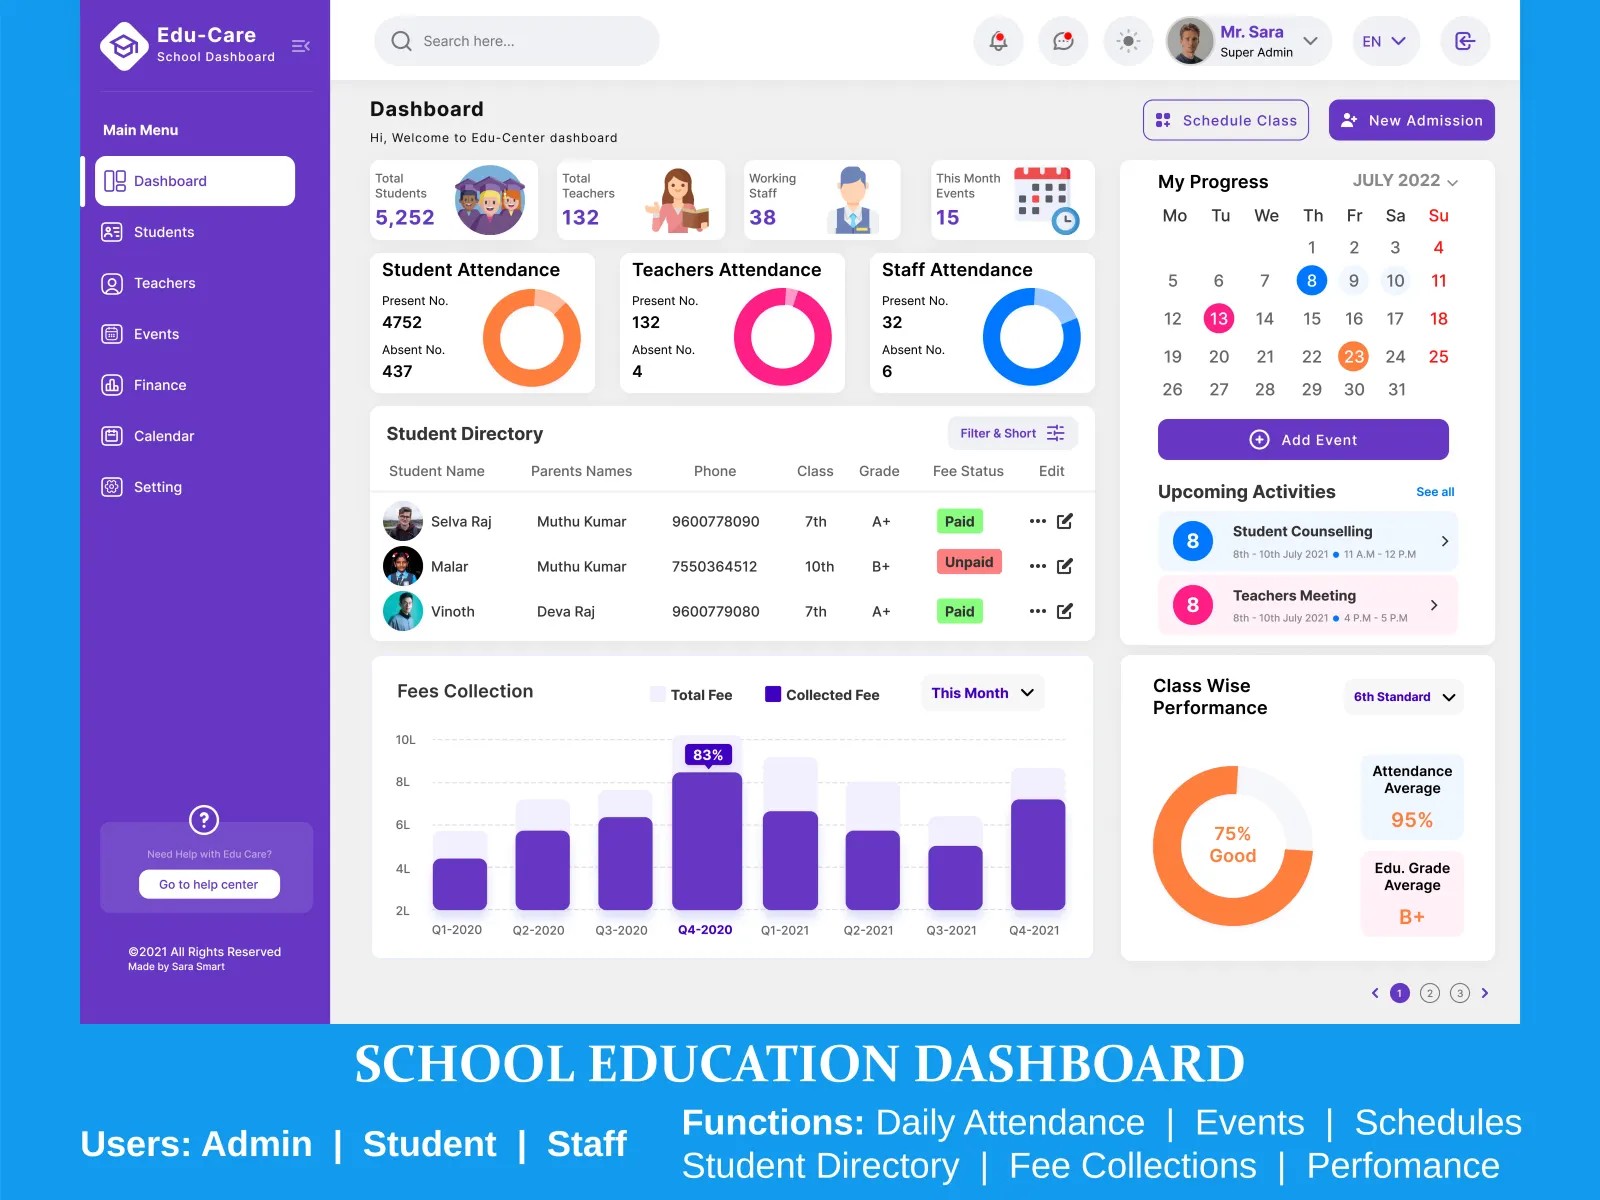 Edu-Care
School Dashboard
Main Menu
Dashboard
Students
Teachers
Events
Finance
Calendar
Setting
?
Need Help with Edu Care?
Go to help center
©2021 All Rights Reserved
Made by Sara Smart
Search here...
Mr. Sara
Super Admin
EN
Dashboard
Hi, Welcome to Edu-Center dashboard
Schedule Class
New Admission
Total
Students
5,252
Total
Teachers
132
Working
Staff
38
This Month
Events
15
Student Attendance
Present No.
4752
Absent No.
437
Teachers Attendance
Present No.
132
Absent No.
4
Staff Attendance
Present No.
32
Absent No.
6
Student Directory
Filter & Short
Student Name Parents Names Phone Class Grade Fee Status Edit
Selva Raj Muthu Kumar 9600778090 7th A+ Paid
Malar Muthu Kumar 7550364512 10th B+ Unpaid
Vinoth Deva Raj 9600779080 7th A+ Paid
Fees Collection
Total Fee
Collected Fee
This Month
10L
8L
6L
4L
2L
83%
Q1-2020 Q2-2020 Q3-2020 Q4-2020 Q1-2021 Q2-2021 Q3-2021 Q4-2021
My Progress
JULY 2022
Mo Tu We Th Fr Sa Su
1 2 3 4
5 6 7 8 9 10 11
12 13 14 15 16 17 18
19 20 21 22 23 24 25
26 27 28 29 30 31
Add Event
Upcoming Activities
See all
8
Student Counselling
8th - 10th July 2021 ● 11 A.M - 12 P.M
8
Teachers Meeting
8th - 10th July 2021 ● 4 P.M - 5 P.M
Class Wise
Performance
6th Standard
75%
Good
Attendance
Average
95%
Edu. Grade
Average
B+
1 2 3
SCHOOL EDUCATION DASHBOARD
Users: Admin | Student | Staff
Functions: Daily Attendance | Events | Schedules
Student Directory | Fee Collections | Perfomance